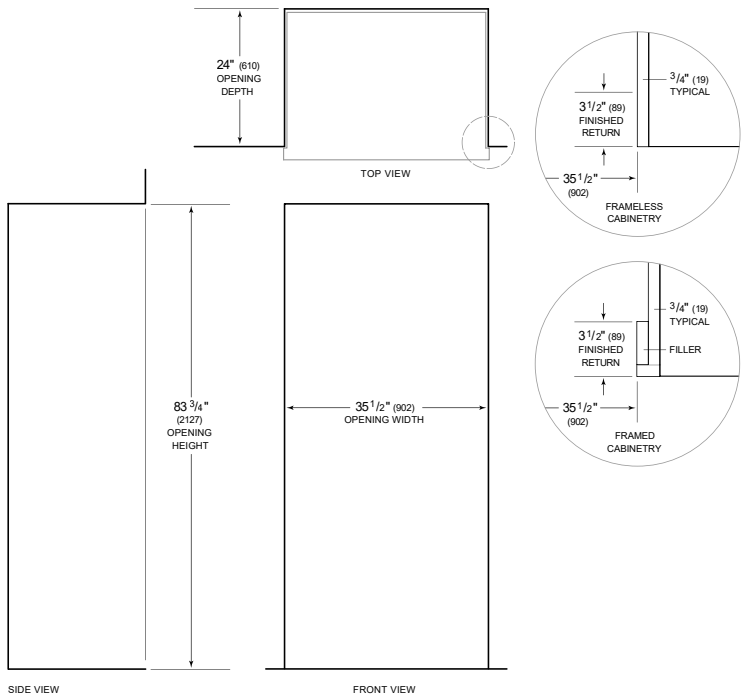 24" (610)
OPENING
DEPTH
TOP VIEW
3/4" (19)
TYPICAL
3 1/2" (89)
FINISHED
RETURN
35 1/2"
(902)
FRAMELESS
CABINETRY
3/4" (19)
TYPICAL
3 1/2" (89)
FINISHED
RETURN
FILLER
35 1/2"
(902)
FRAMED
CABINETRY
83 3/4"
(2127)
OPENING
HEIGHT
35 1/2" (902)
OPENING WIDTH
SIDE VIEW
FRONT VIEW